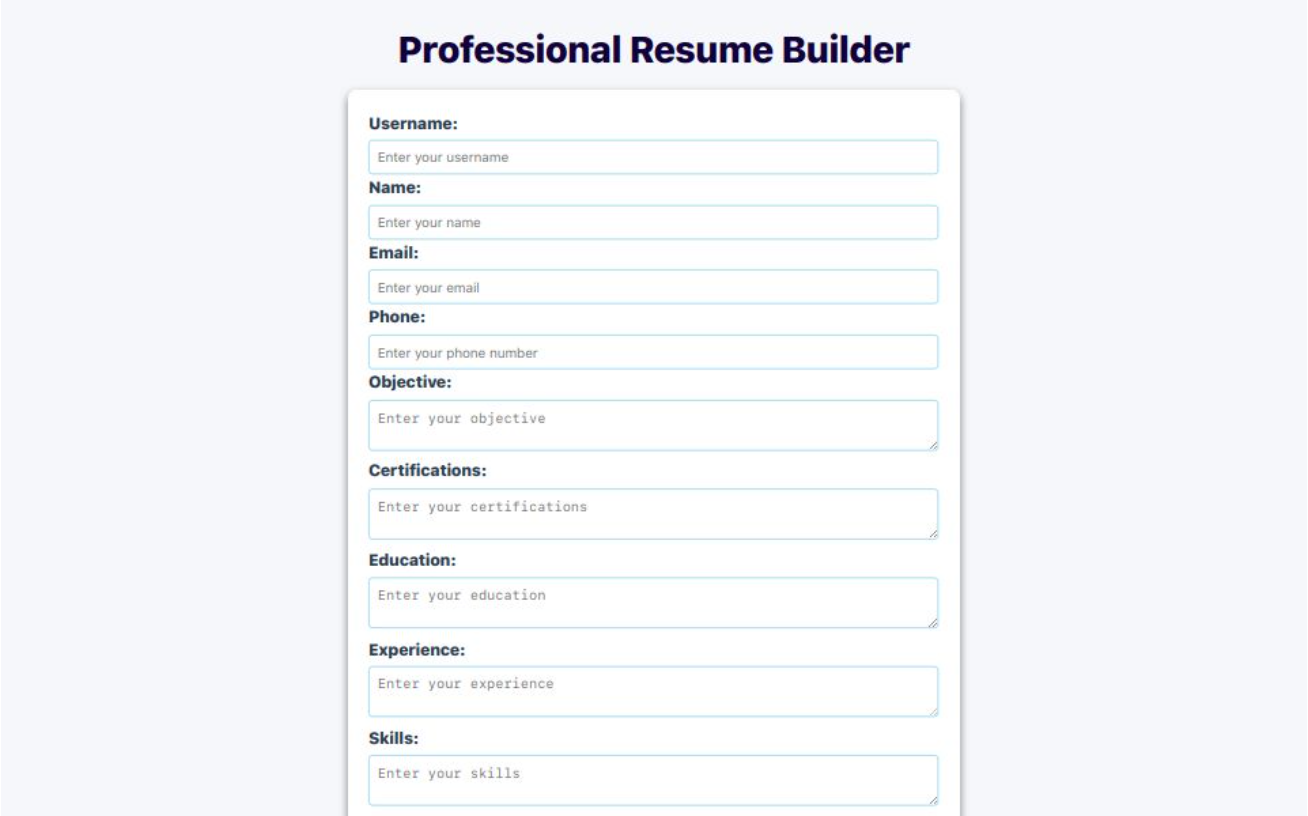 Professional Resume Builder
Username:
Enter your username
Name:
Enter your name
Email:
Enter your email
Phone:
Enter your phone number
Objective:
Enter your objective
Certifications:
Enter your certifications
Education:
Enter your education
Experience:
Enter your experience
Skills:
Enter your skills